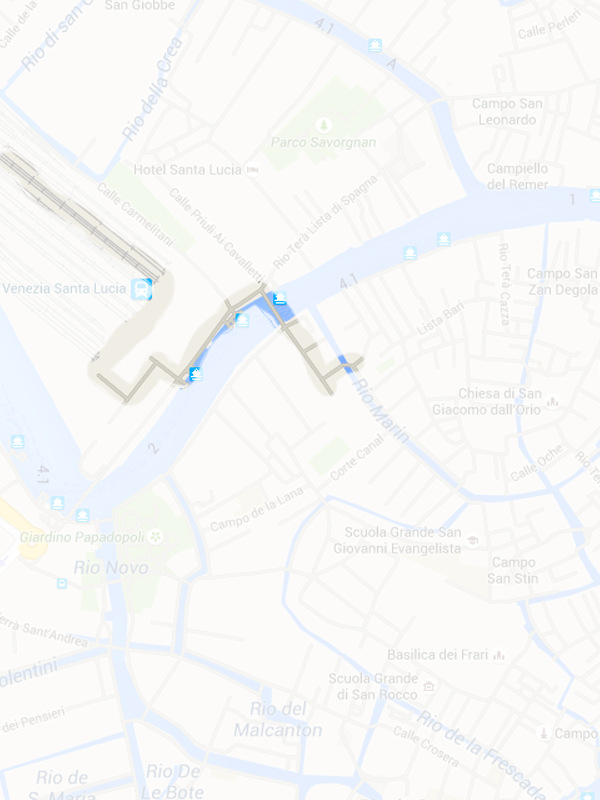 San Giobbe
Calle de la
Rio di san
4.1
Calle Perleri
Rio della Crea
A
Campo San
Leonardo
Parco Savorgnan
Hotel Santa Lucia
Campiello
del Remer
Calle Carmelitani
Calle Priuli Ai Cavalletti
Rio Terà Lista di Spagna
1
Rio Terà Cazza
Campo San
Zan Degola
4.1
Venezia Santa Lucia
Lista Bari
Chiesa di San
Giacomo dall'Orio
Rio Marin
2
4.1
Corte Canal
Calle Oche
Rio
Campo de la Lana
Giardino Papadopoli
Scuola Grande San
Giovanni Evangelista
Rio Novo
Campo
San Stin
erra Sant'Andrea
Basilica dei Frari
olentini
Scuola Grande
di San Rocco
dei Pensieri
Rio del
Malcanton
Rio de la Frescada
Calle Crosera
Campo
Rio de
S. Maria
Rio De
Le Bote